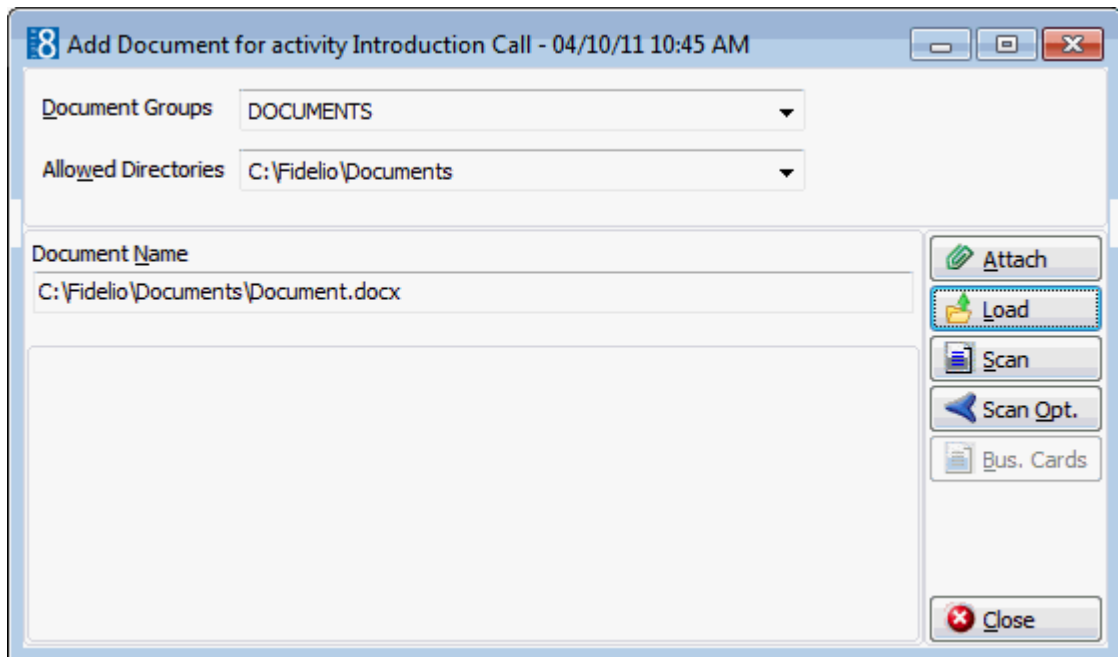 8 Add Document for activity Introduction Call - 04/10/11 10:45 AM
Document Groups DOCUMENTS
Allowed Directories C:\Fidelio\Documents
Document Name
C:\Fidelio\Documents\Document.docx
Attach
Load
Scan
Scan Opt.
Bus. Cards
Close